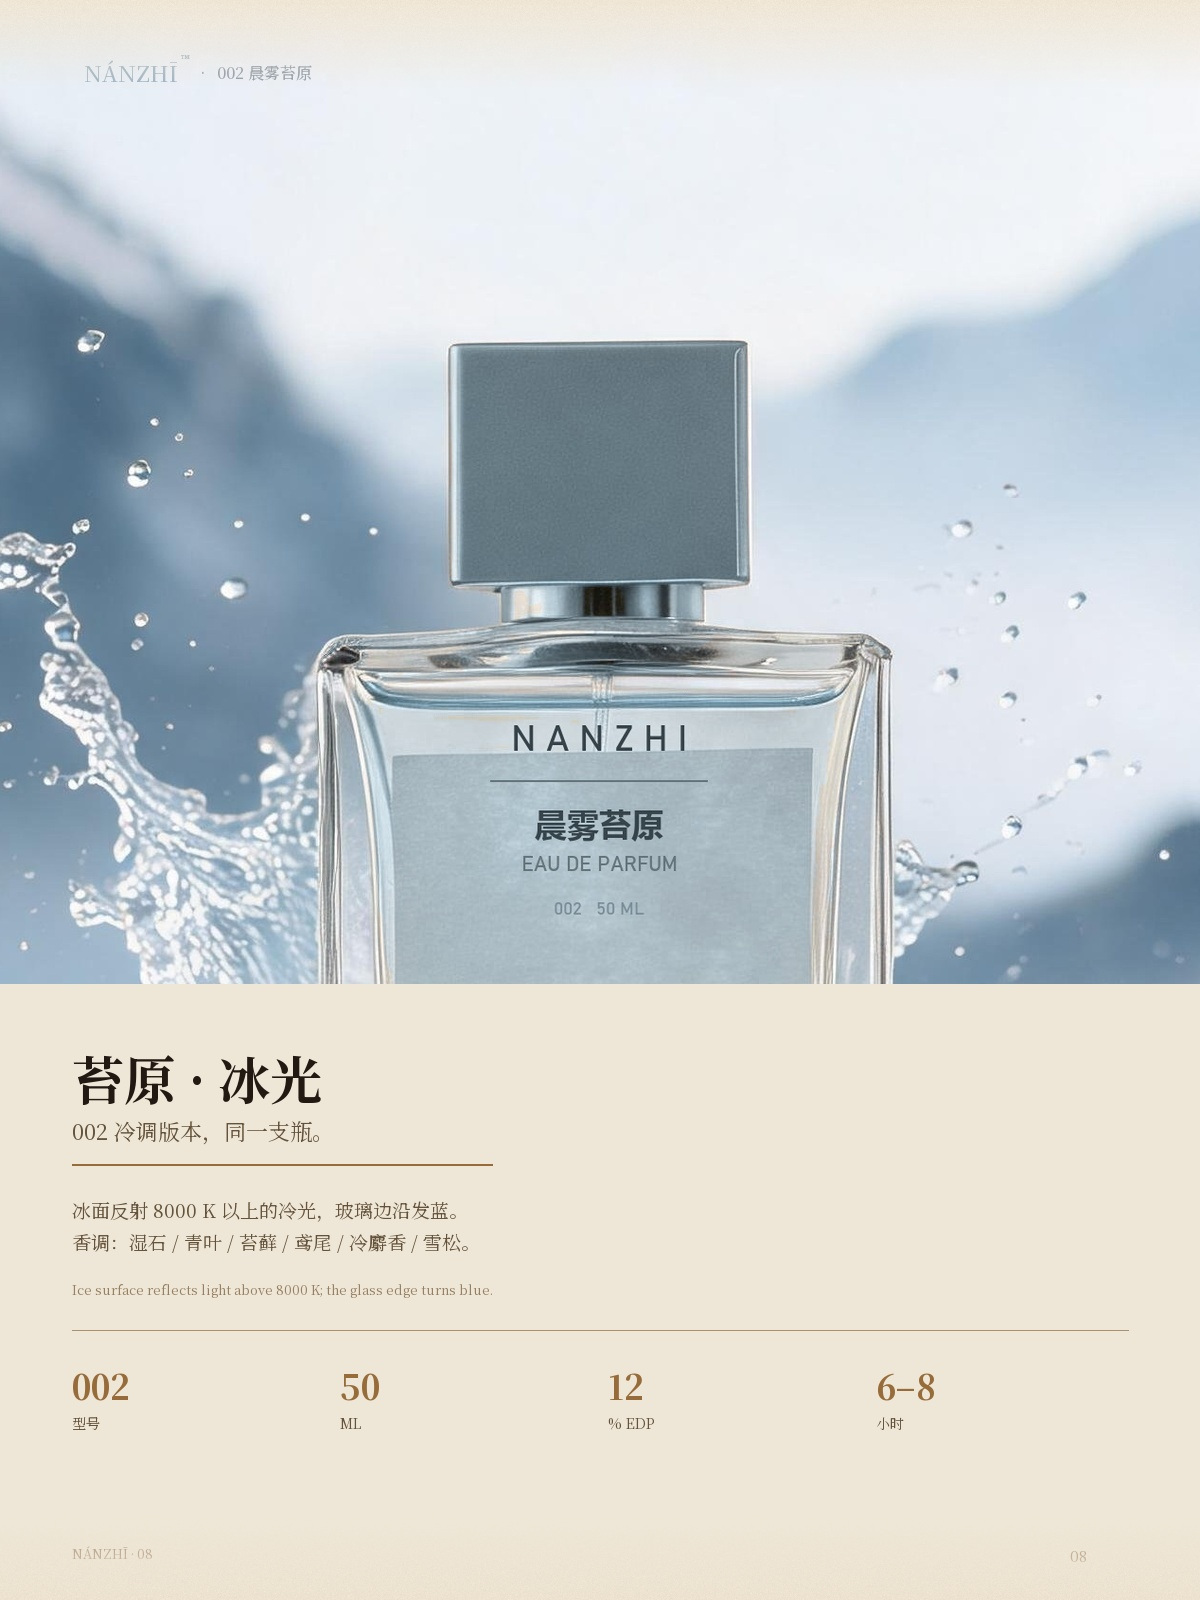 NÁNZHĪ™ · 002 晨雾苔原
NANZHI
晨雾苔原
EAU DE PARFUM
002 50 ML
苔原 · 冰光
002 冷调版本，同一支瓶。
冰面反射 8000 K 以上的冷光，玻璃边沿发蓝。
香调：湿石 / 青叶 / 苔藓 / 鸢尾 / 冷麝香 / 雪松。
Ice surface reflects light above 8000 K; the glass edge turns blue.
002 50 12 6–8
型号 ML % EDP 小时
NÁNZHĪ · 08 08